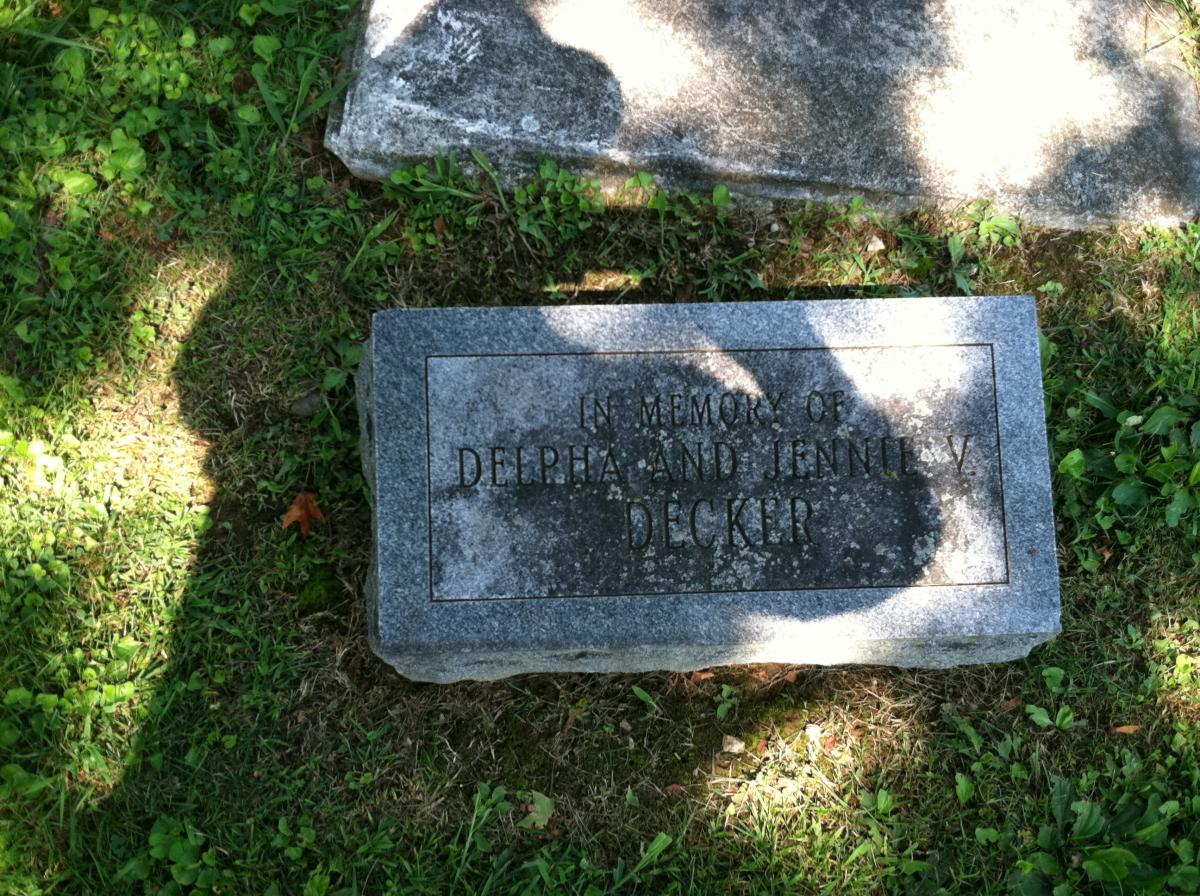 IN MEMORY OF
DELPHA AND JENNIE V.
DECKER